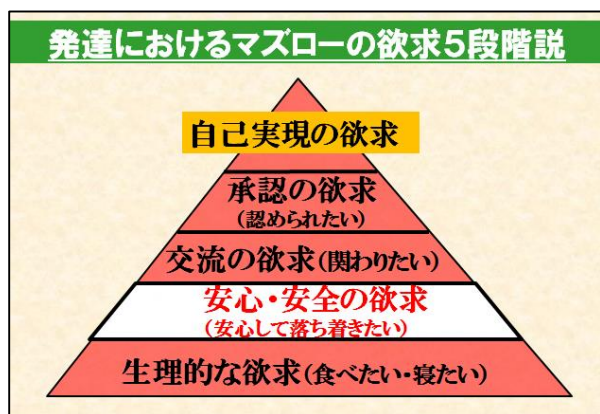 発達におけるマズローの欲求5段階説
自己実現の欲求
承認の欲求
(認められたい)
交流の欲求(関わりたい)
安心・安全の欲求
(安心して落ち着きたい)
生理的な欲求(食べたい・寝たい)